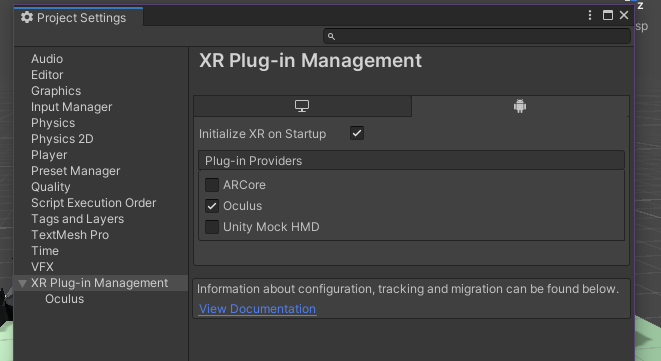 z
Project Settings
sp
Audio
Editor
Graphics
Input Manager
Physics
Physics 2D
Player
Preset Manager
Quality
Script Execution Order
Tags and Layers
TextMesh Pro
Time
VFX
XR Plug-in Management
Oculus
XR Plug-in Management
Initialize XR on Startup
Plug-in Providers
ARCore
Oculus
Unity Mock HMD
Information about configuration, tracking and migration can be found below.
View Documentation